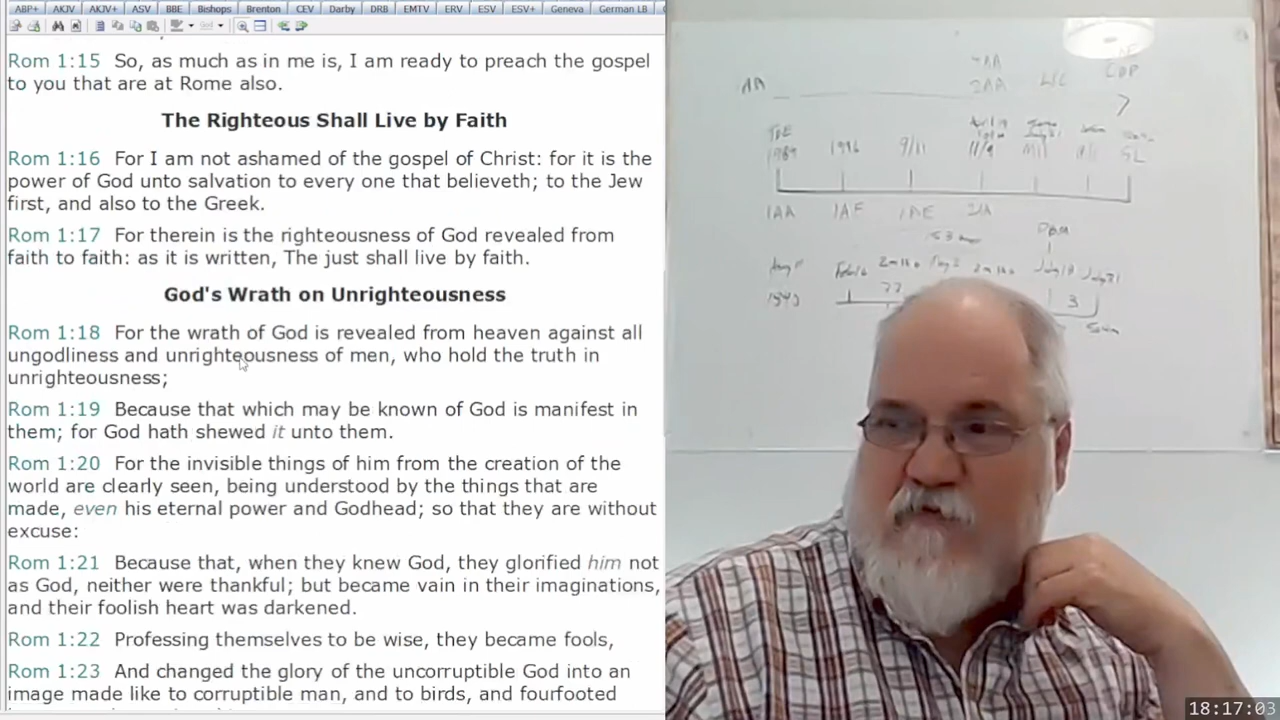 ABP+ AKJV AKJV+ ASV BBE Bishops Brenton CEV Darby DRB EMTV ERV ESV ESV+ Geneva German LB
Rom 1:15 So, as much as in me is, I am ready to preach the gospel
to you that are at Rome also.
The Righteous Shall Live by Faith
Rom 1:16 For I am not ashamed of the gospel of Christ: for it is the
power of God unto salvation to every one that believeth; to the Jew
first, and also to the Greek.
Rom 1:17 For therein is the righteousness of God revealed from
faith to faith: as it is written, The just shall live by faith.
God's Wrath on Unrighteousness
Rom 1:18 For the wrath of God is revealed from heaven against all
ungodliness and unrighteousness of men, who hold the truth in
unrighteousness;
Rom 1:19 Because that which may be known of God is manifest in
them; for God hath shewed it unto them.
Rom 1:20 For the invisible things of him from the creation of the
world are clearly seen, being understood by the things that are
made, even his eternal power and Godhead; so that they are without
excuse:
Rom 1:21 Because that, when they knew God, they glorified him not
as God, neither were thankful; but became vain in their imaginations,
and their foolish heart was darkened.
Rom 1:22 Professing themselves to be wise, they became fools,
Rom 1:23 And changed the glory of the uncorruptible God into an
image made like to corruptible man, and to birds, and fourfooted
AA
2AA
1989 1996 9/11 11/9 SL
1AA
July 18 July 21
3
18:17:03